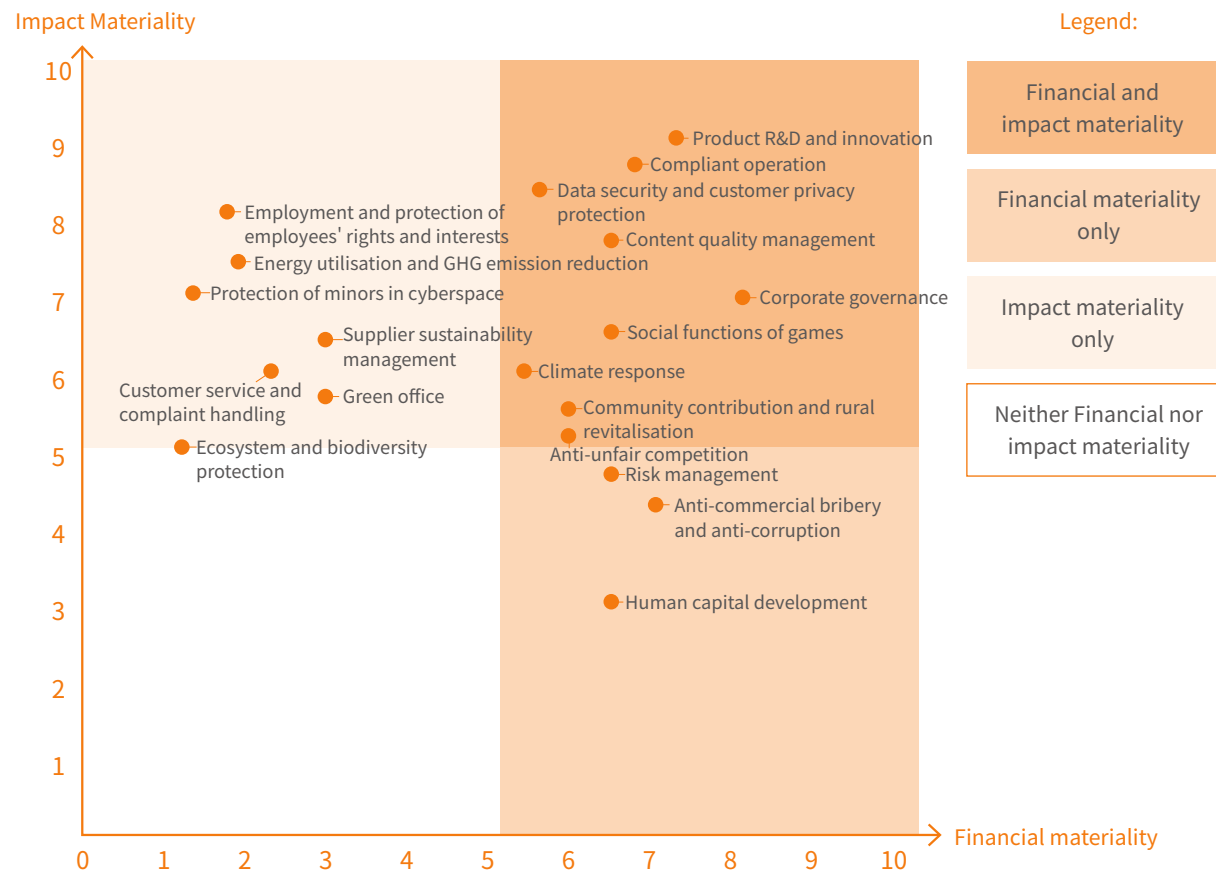 Impact Materiality
Legend:
10
9
8
7
6
5
4
3
2
1
Product R&D and innovation
Compliant operation
Data security and customer privacy
protection
Employment and protection of
employees' rights and interests
Content quality management
Energy utilisation and GHG emission reduction
Protection of minors in cyberspace
Corporate governance
Supplier sustainability
management
Social functions of games
Climate response
Customer service and
complaint handling
Green office
Community contribution and rural
revitalisation
Ecosystem and biodiversity
protection
Anti-unfair competition
Risk management
Anti-commercial bribery
and anti-corruption
Human capital development
0 1 2 3 4 5 6 7 8 9 10
Financial materiality
Financial and
impact materiality
Financial materiality
only
Impact materiality
only
Neither Financial nor
impact materiality